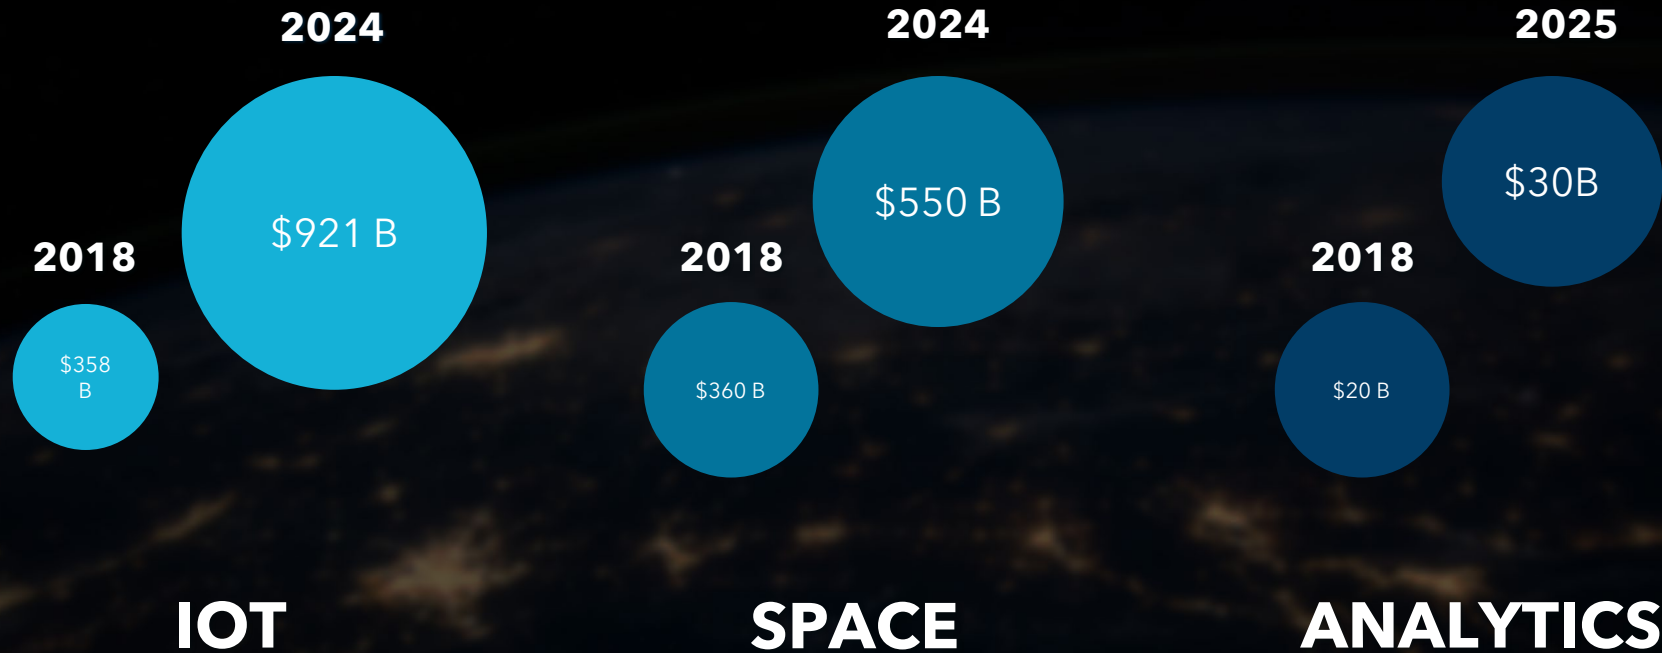 2024
2024
2025
$921 B
$550 B
$30B
2018
2018
2018
$358
B
$360 B
$20 B
IOT
SPACE
ANALYTICS